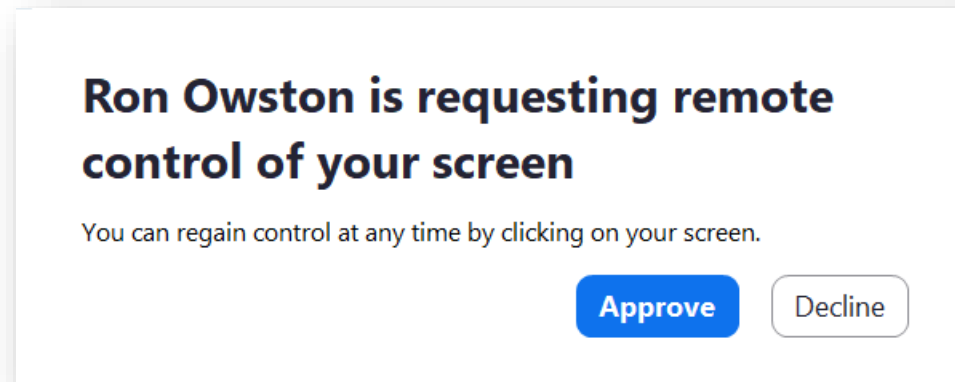 Ron Owston is requesting remote
control of your screen
You can regain control at any time by clicking on your screen.
Approve
Decline